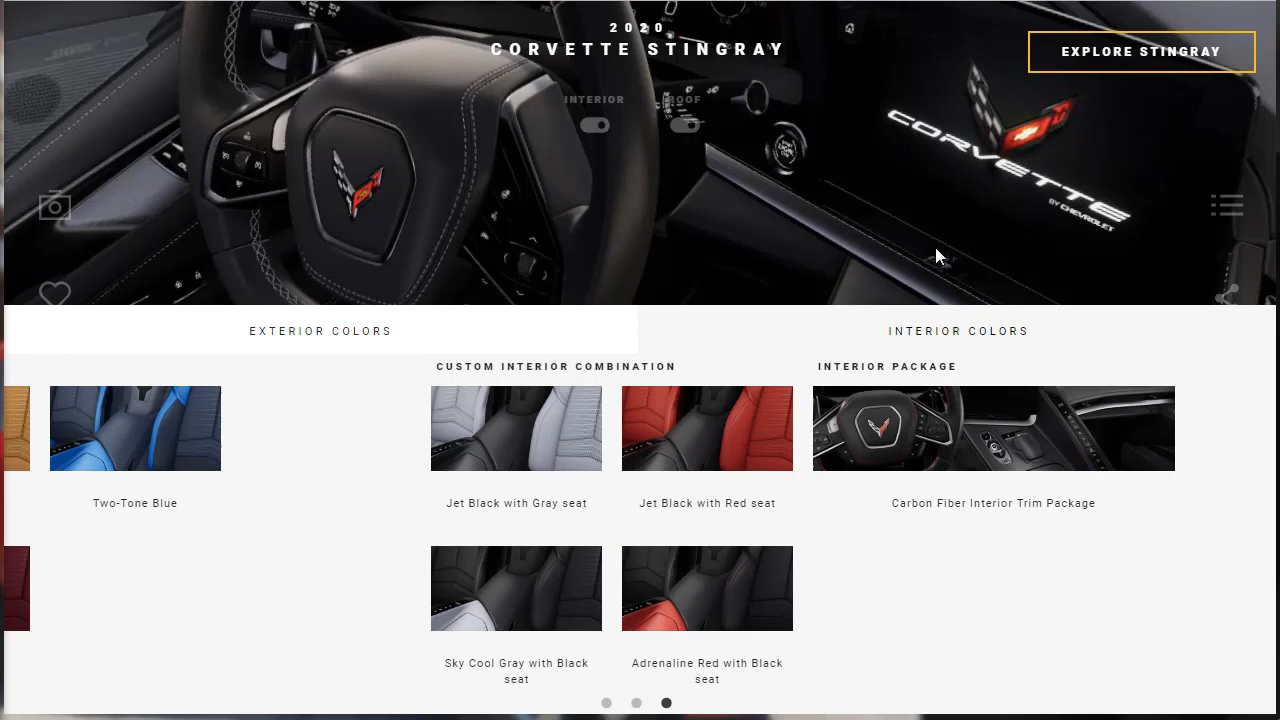 2020
CORVETTE STINGRAY
EXPLORE STINGRAY
INTERIOR
ROOF
CORVETTE
BY CHEVROLET
EXTERIOR COLORS
INTERIOR COLORS
CUSTOM INTERIOR COMBINATION
INTERIOR PACKAGE
Two-Tone Blue
Jet Black with Gray seat
Jet Black with Red seat
Carbon Fiber Interior Trim Package
Sky Cool Gray with Black
seat
Adrenaline Red with Black
seat